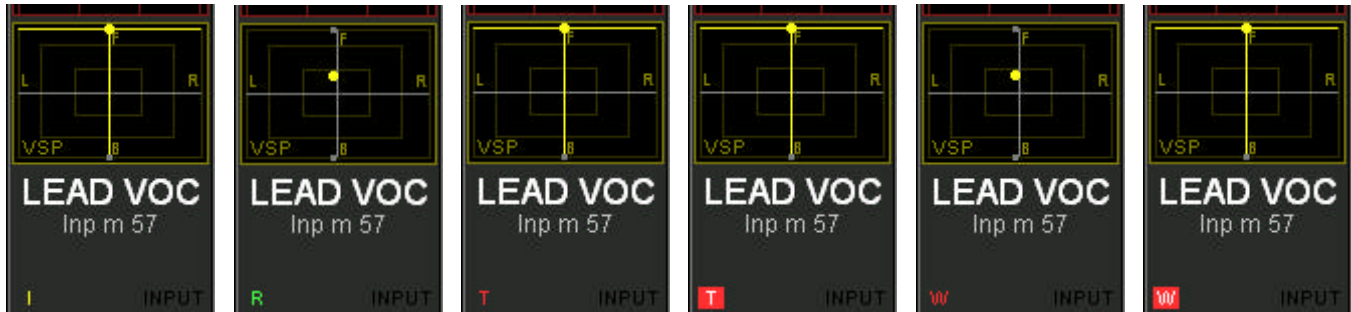 F
L R
VSP B
LEAD VOC
Inp m 57
I INPUT
F
L R
VSP B
LEAD VOC
Inp m 57
R INPUT
F
L R
VSP B
LEAD VOC
Inp m 57
T INPUT
F
L R
VSP B
LEAD VOC
Inp m 57
T INPUT
F
L R
VSP B
LEAD VOC
Inp m 57
W INPUT
F
L R
VSP B
LEAD VOC
Inp m 57
W INPUT